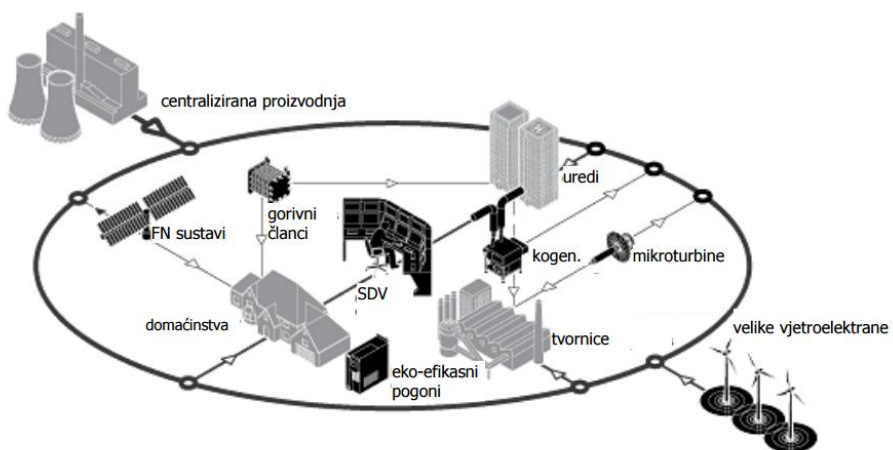 centralizirana proizvodnja
uredi
gorivni
članci
FN sustavi
kogen.
mikroturbine
SDV
domaćinstva
velike vjetroelektrane
tvornice
eko-efikasni
pogoni